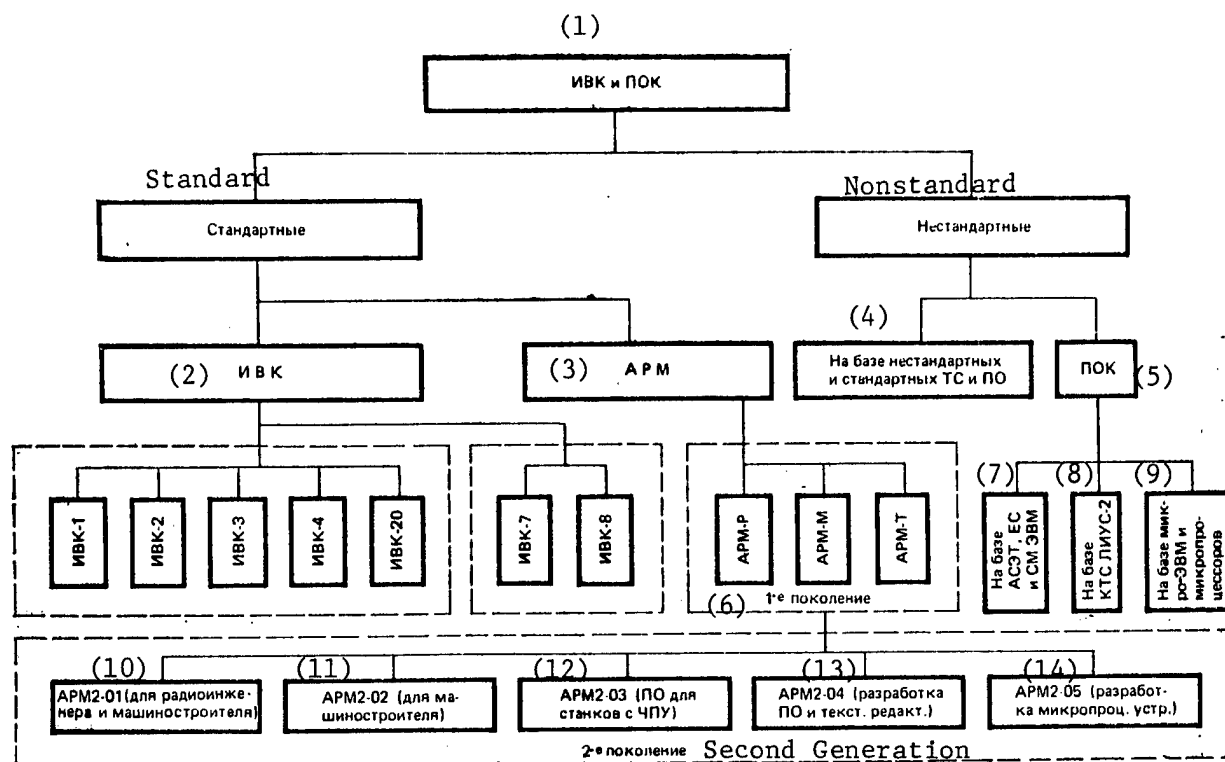 (1)
ИВК и ПОК
Standard
Nonstandard
Стандартные
Нестандартные
(2) ИВК
(3) АРМ
(4)
На базе нестандартных
и стандартных ТС и ПО
ПОК
(5)
ИВК-1
ИВК-2
ИВК-3
ИВК-4
ИВК-20
ИВК-7
ИВК-8
АРМ-Р
АРМ-М
АРМ-Т
(6)
1-е поколение
(7)
На базе
АСЭТ, ЕС
и СМ ЭВМ
(8)
На базе
КТС ЛИУС-2
(9)
На базе мик-
ро-ЭВМ и
микропро-
цессоров
(10)
АРМ2-01(для радиоинже-
нера и машиностроителя)
(11)
АРМ2-02 (для ма-
шиностроителя)
(12)
АРМ2-03 (ПО для
станков с ЧПУ)
(13)
АРМ2-04 (разработка
ПО и текст. редакт.)
(14)
АРМ2-05 (разработ-
ка микропроц. устр.)
2-е поколение Second Generation